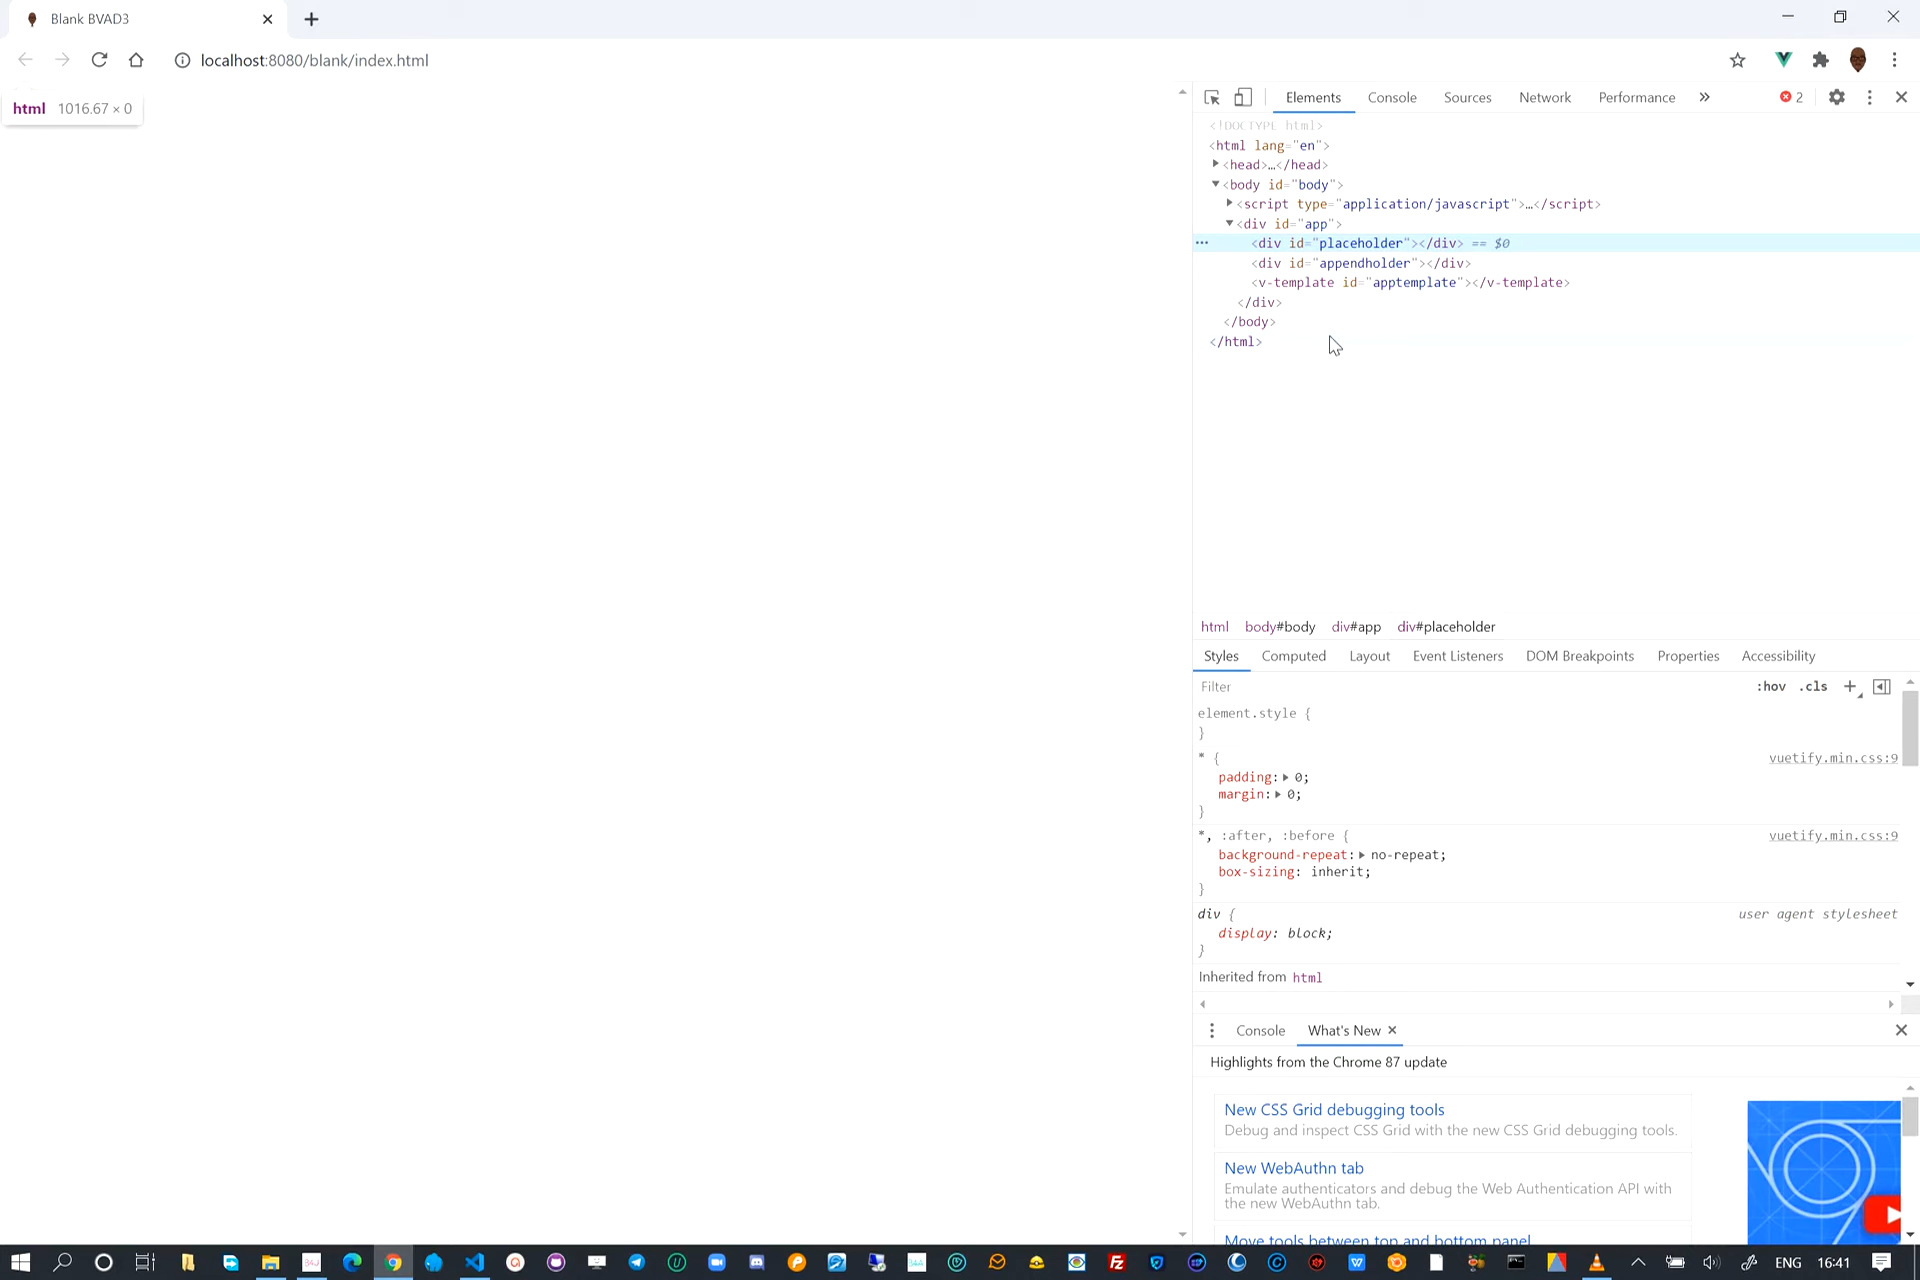 Blank BVAD3
localhost:8080/blank/index.html
html 1016.67 × 0
Elements Console Sources Network Performance » 2
<!DOCTYPE html>
<html lang="en">
<head>…</head>
<body id="body">
<script type="application/javascript">…</script>
<div id="app">
<div id="placeholder"></div> == $0
<div id="appendholder"></div>
<v-template id="apptemplate"></v-template>
</div>
</body>
</html>
html body#body div#app div#placeholder
Styles Computed Layout Event Listeners DOM Breakpoints Properties Accessibility
Filter :hov .cls
element.style {
}
* { vuetify.min.css:9
padding: 0;
margin: 0;
}
*, :after, :before { vuetify.min.css:9
background-repeat: no-repeat;
box-sizing: inherit;
}
div { user agent stylesheet
display: block;
}
Inherited from html
Console What's New
Highlights from the Chrome 87 update
New CSS Grid debugging tools
Debug and inspect CSS Grid with the new CSS Grid debugging tools.
New WebAuthn tab
Emulate authenticators and debug the Web Authentication API with
the new WebAuthn tab.
Move tools between top and bottom panel
ENG 16:41